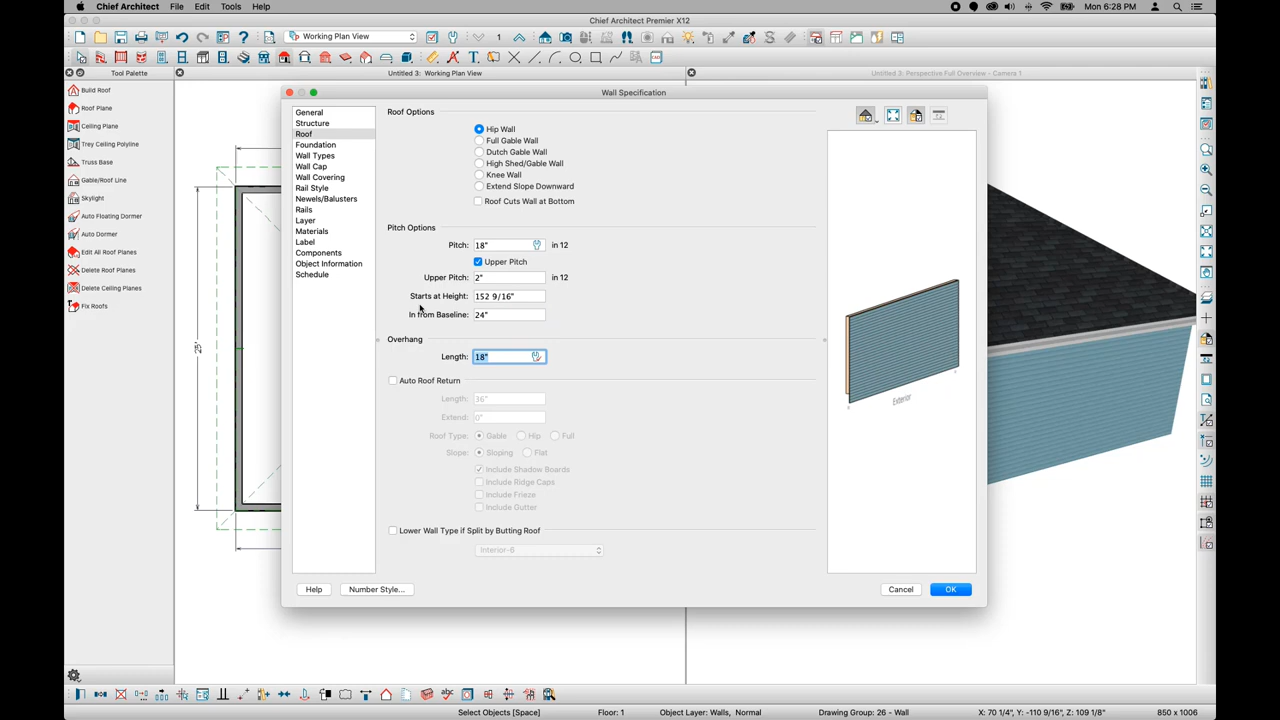 Chief Architect File Edit Tools Help Mon 6:28 PM
Chief Architect Premier X12
Working Plan View
Tool Palette Untitled 3: Working Plan View Untitled 3: Perspective Full Overview - Camera 1
Build Roof
Roof Plane
Ceiling Plane
Trey Ceiling Polyline
Truss Base
Gable/Roof Line
Skylight
Auto Floating Dormer
Auto Dormer
Edit All Roof Planes
Delete Roof Planes
Delete Ceiling Planes
Fix Roofs
25'
Wall Specification
General
Structure
Roof
Foundation
Wall Types
Wall Cap
Wall Covering
Rail Style
Newels/Balusters
Rails
Layer
Materials
Label
Components
Object Information
Schedule
Roof Options
Hip Wall
Full Gable Wall
Dutch Gable Wall
High Shed/Gable Wall
Knee Wall
Extend Slope Downward
Roof Cuts Wall at Bottom
Pitch Options
Pitch: 18" in 12
Upper Pitch
Upper Pitch: 2" in 12
Starts at Height: 152 9/16"
In from Baseline: 24"
Overhang
Length: 18"
Auto Roof Return
Length: 36"
Extend: 0"
Roof Type: Gable Hip Full
Slope: Sloping Flat
Include Shadow Boards
Include Ridge Caps
Include Frieze
Include Gutter
Lower Wall Type if Split by Butting Roof
Interior-6
Exterior
Help Number Style... Cancel OK
Select Objects [Space] Floor: 1 Object Layer: Walls, Normal Drawing Group: 26 - Wall X: 70 1/4", Y: -110 9/16", Z: 109 1/8" 850 x 1006